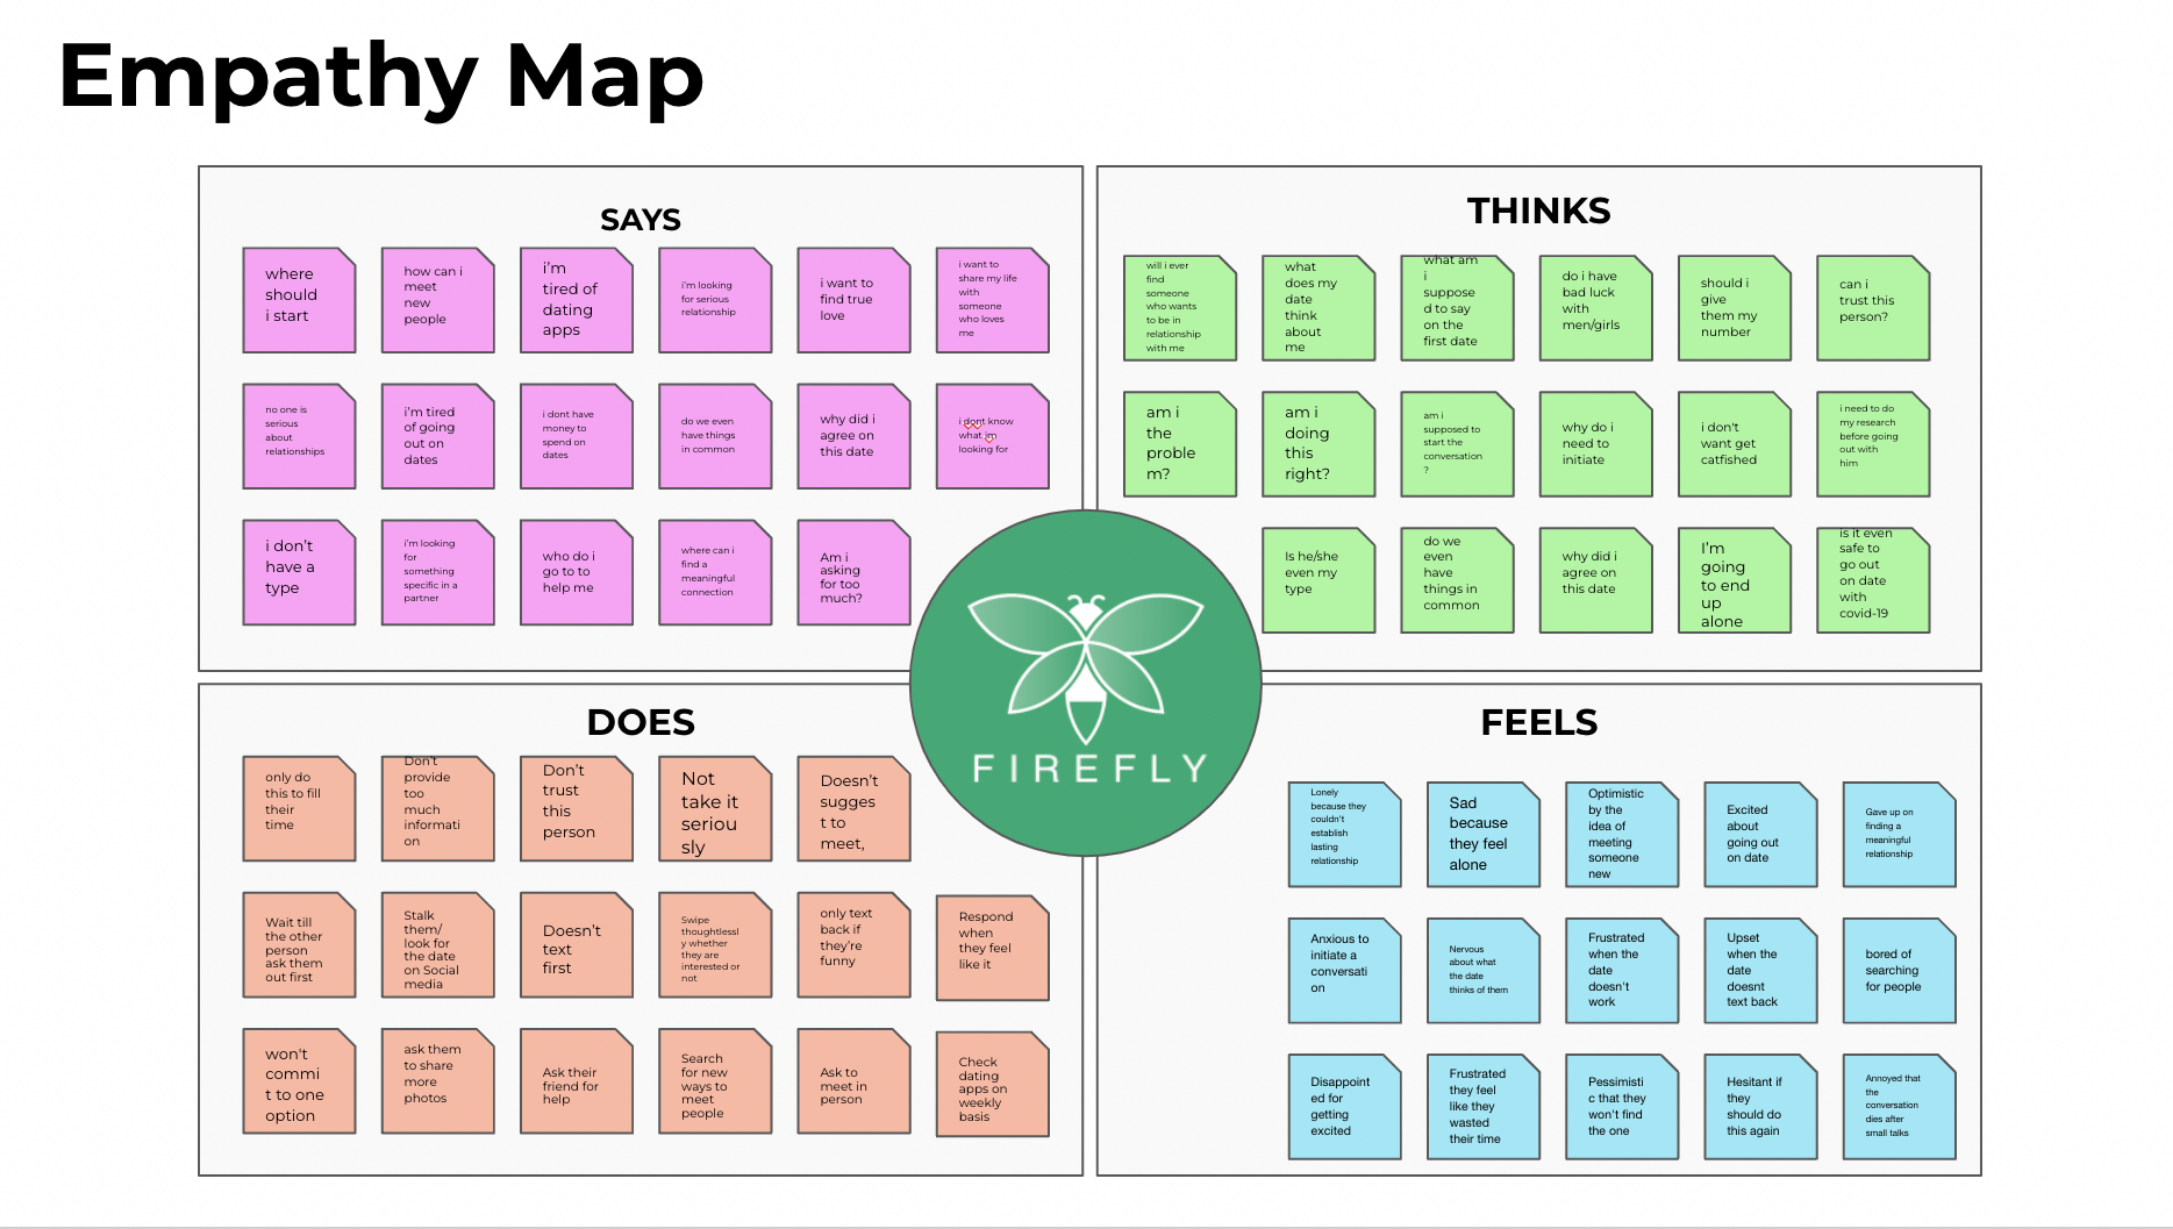 Empathy Map
SAYS
where
should
i start
how can i
meet
new
people
i'm
tired of
dating
apps
i'm looking
for serious
relationship
i want to
find true
love
i want to
share my life
with
someone
who loves
me
no one is
serious
about
relationships
i'm tired
of going
out on
dates
i dont have
money to
spend on
dates
do we even
have things
in common
why did i
agree on
this date
i dont know
what im
looking for
i don't
have a
type
i'm looking
for
something
specific in a
partner
who do i
go to to
help me
where can i
find a
meaningful
connection
Am i
asking
for too
much?
THINKS
will i ever
find
someone
who wants
to be in
relationship
with me
what
does my
date
think
about
me
what am
i
suppose
d to say
on the
first date
do i have
bad luck
with
men/girls
should i
give
them my
number
can i
trust this
person?
am i
the
proble
m?
am i
doing
this
right?
am i
supposed to
start the
conversation
?
why do i
need to
initiate
i don't
want get
catfished
i need to do
my research
before going
out with
him
Is he/she
even my
type
do we
even
have
things in
common
why did i
agree on
this date
I'm
going
to end
up
alone
is it even
safe to
go out
on date
with
covid-19
FIREFLY
DOES
only do
this to fill
their
time
Don't
provide
too
much
informati
on
Don't
trust
this
person
Not
take it
seriou
sly
Doesn't
sugges
t to
meet,
Wait till
the other
person
ask them
out first
Stalk
them/
look for
the date
on Social
media
Doesn't
text
first
Swipe
thoughtlessl
y whether
they are
interested or
not
only text
back if
they're
funny
Respond
when
they feel
like it
won't
commi
t to one
option
ask them
to share
more
photos
Ask their
friend for
help
Search
for new
ways to
meet
people
Ask to
meet in
person
Check
dating
apps on
weekly
basis
FEELS
Lonely
because they
couldn't
establish
lasting
relationship
Sad
because
they feel
alone
Optimistic
by the
idea of
meeting
someone
new
Excited
about
going out
on date
Gave up on
finding a
meaningful
relationship
Anxious to
initiate a
conversati
on
Nervous
about what
the date
thinks of them
Frustrated
when the
date
doesn't
work
Upset
when the
date
doesnt
text back
bored of
searching
for people
Disappoint
ed for
getting
excited
Frustrated
they feel
like they
wasted
their time
Pessimisti
c that they
won't find
the one
Hesitant if
they
should do
this again
Annoyed that
the
conversation
dies after
small talks